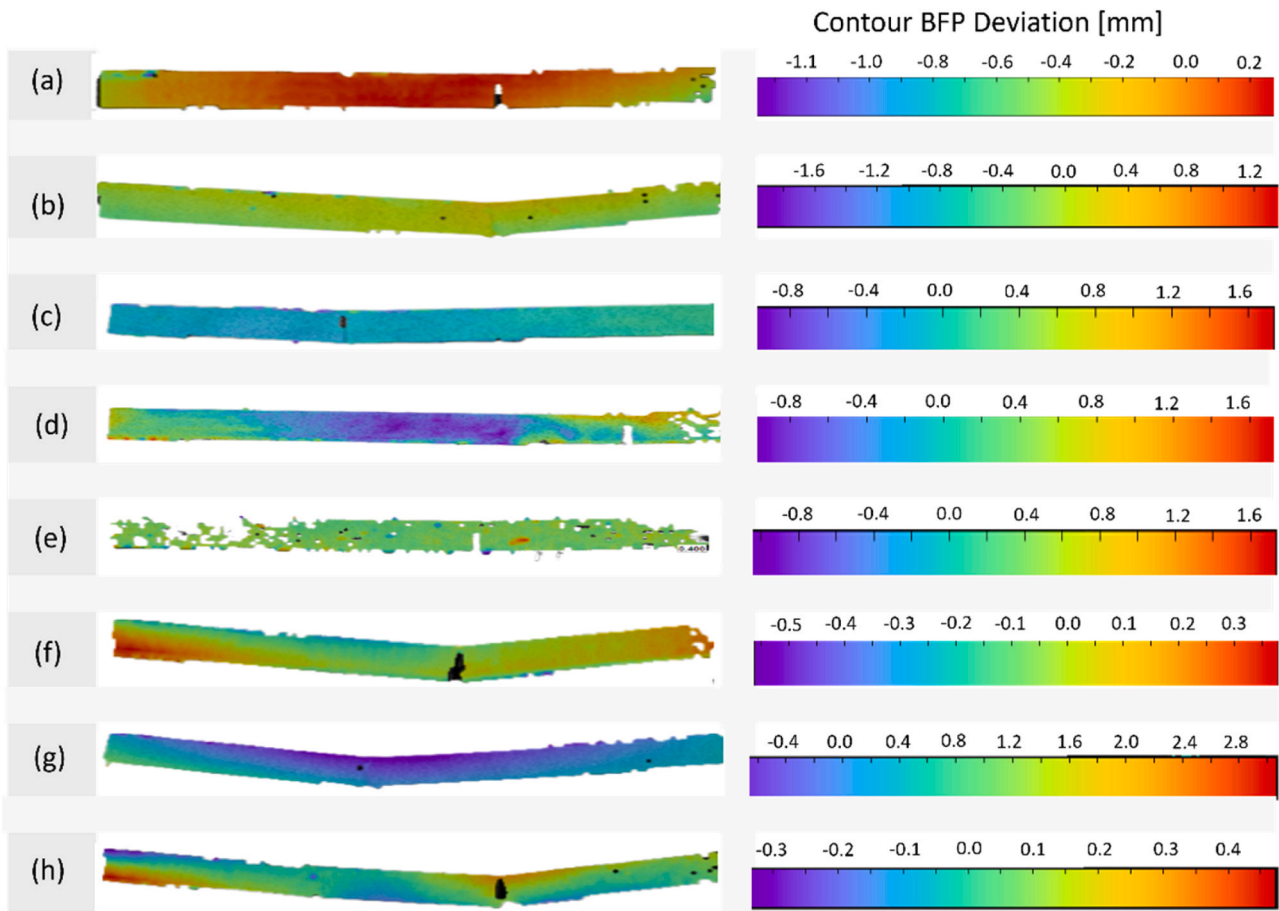 Contour BFP Deviation [mm]
(a)
-1.1 -1.0 -0.8 -0.6 -0.4 -0.2 0.0 0.2
(b)
-1.6 -1.2 -0.8 -0.4 0.0 0.4 0.8 1.2
(c)
-0.8 -0.4 0.0 0.4 0.8 1.2 1.6
(d)
-0.8 -0.4 0.0 0.4 0.8 1.2 1.6
(e)
0.400
-0.8 -0.4 0.0 0.4 0.8 1.2 1.6
(f)
-0.5 -0.4 -0.3 -0.2 -0.1 0.0 0.2 0.3
(g)
-0.4 0.0 0.4 0.8 1.2 1.6 2.0 2.4 2.8
(h)
-0.3 -0.2 -0.1 0.0 0.1 0.2 0.3 0.4